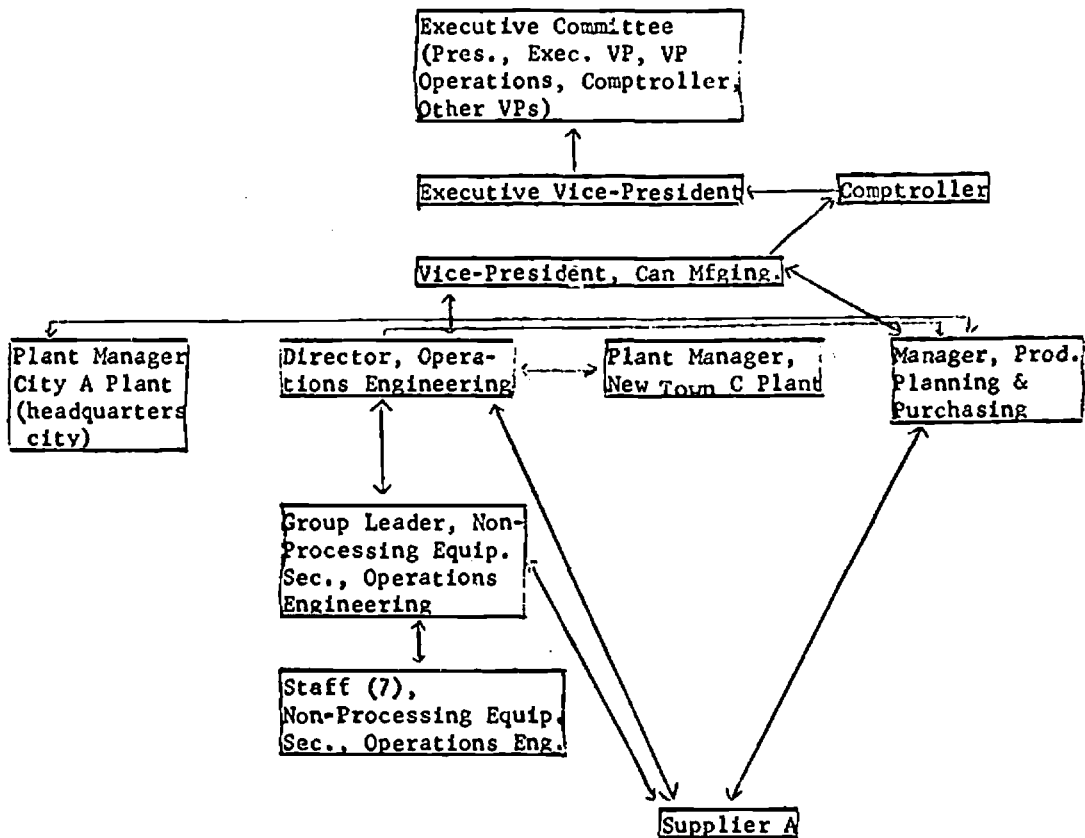 Executive Committee
(Pres., Exec. VP, VP
Operations, Comptroller,
Other VPs)
Executive Vice-President
Comptroller
Vice-President, Can Mfging.
Plant Manager
City A Plant
(headquarters
city)
Director, Opera-
tions Engineering
Plant Manager,
New Town C Plant
Manager, Prod.
Planning &
Purchasing
Group Leader, Non-
Processing Equip.
Sec., Operations
Engineering
Staff (7),
Non-Processing Equip.
Sec., Operations Eng.
Supplier A